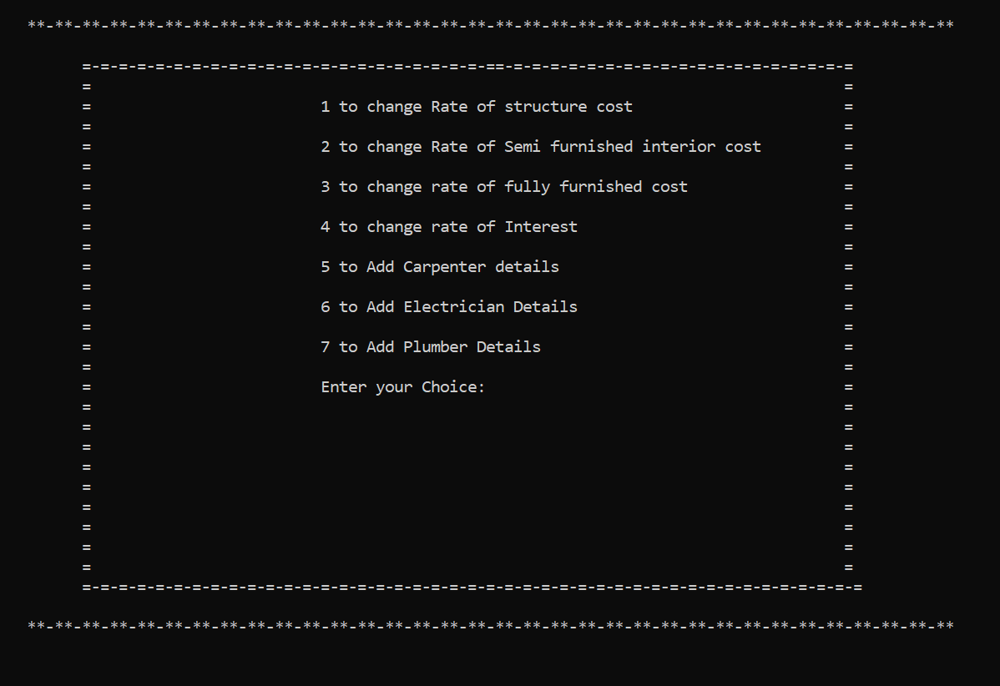 **-**-**-**-**-**-**-**-**-**-**-**-**-**-**-**-**-**-**-**-**-**-**-**-**-**-**-**-**-**-**-**-**-**
=-=-=-=-=-=-=-=-=-=-=-=-=-=-=-=-=-=-=-=-=-=-==-=-=-=-=-=-=-=-=-=-=-=-=-=-=-=-=-=-=
= =
= 1 to change Rate of structure cost =
= =
= 2 to change Rate of Semi furnished interior cost =
= =
= 3 to change rate of fully furnished cost =
= =
= 4 to change rate of Interest =
= =
= 5 to Add Carpenter details =
= =
= 6 to Add Electrician Details =
= =
= 7 to Add Plumber Details =
= =
= Enter your Choice: =
= =
= =
= =
= =
= =
= =
= =
= =
= =
=-=-=-=-=-=-=-=-=-=-=-=-=-=-=-=-=-=-=-=-=-=-=-=-=-=-=-=-=-=-=-=-=-=-=-=-=-=-=-=-=-=
**-**-**-**-**-**-**-**-**-**-**-**-**-**-**-**-**-**-**-**-**-**-**-**-**-**-**-**-**-**-**-**-**-**